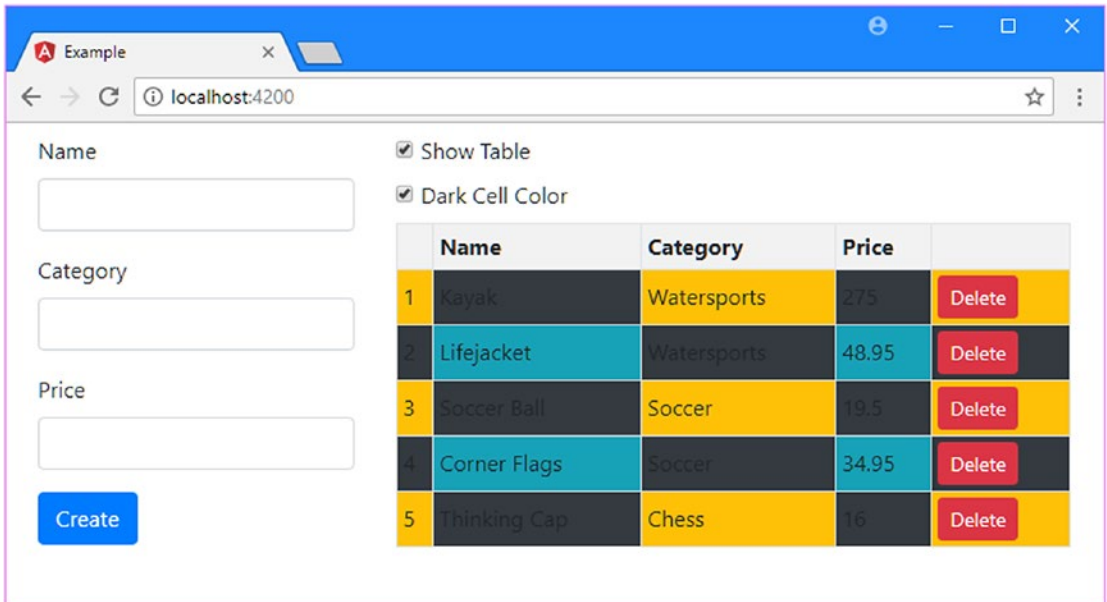 Example
localhost:4200
Name
Category
Price
Create
Show Table
Dark Cell Color
Name Category Price
1 Kayak Watersports 275 Delete
2 Lifejacket Watersports 48.95 Delete
3 Soccer Ball Soccer 19.5 Delete
4 Corner Flags Soccer 34.95 Delete
5 Thinking Cap Chess 16 Delete